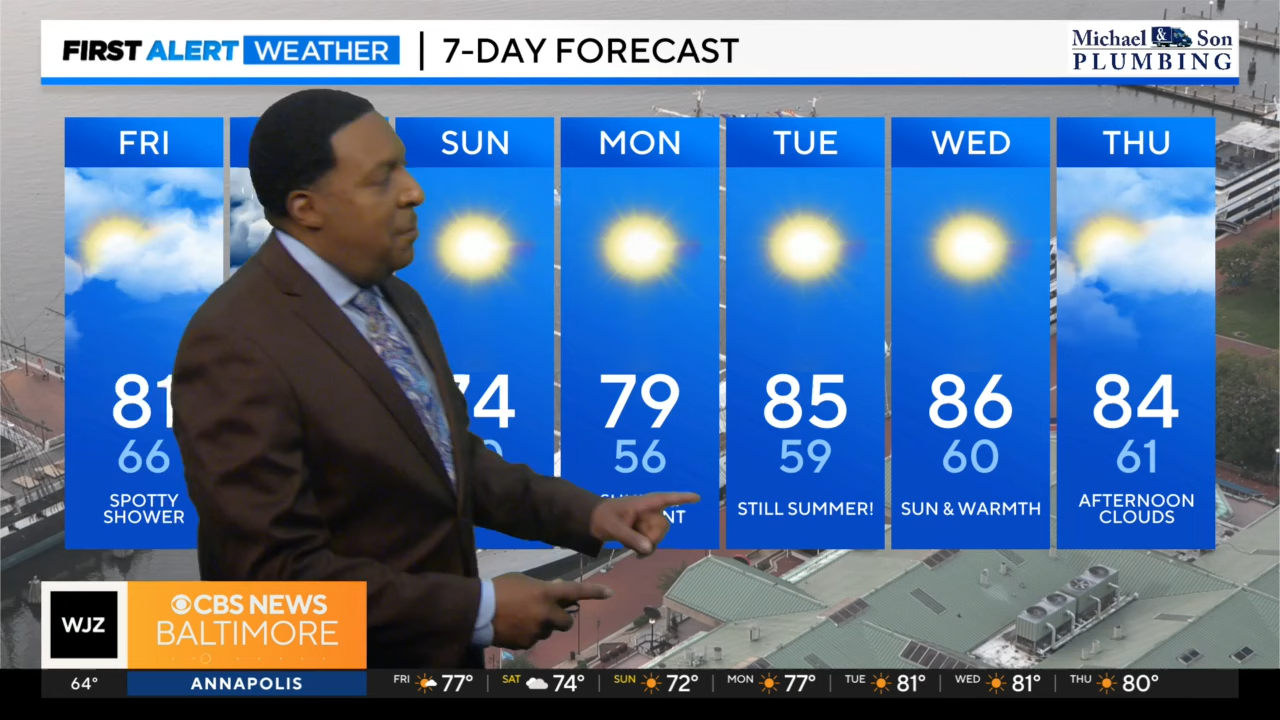 FIRST ALERT WEATHER | 7-DAY FORECAST
Michael & Son
PLUMBING
FRI
81
66
SPOTTY
SHOWER
SUN
74
MON
79
56
TUE
85
59
STILL SUMMER!
WED
86
60
SUN & WARMTH
THU
84
61
AFTERNOON
CLOUDS
WJZ
CBS NEWS
BALTIMORE
64° ANNAPOLIS FRI 77° SAT 74° SUN 72° MON 77° TUE 81° WED 81° THU 80°